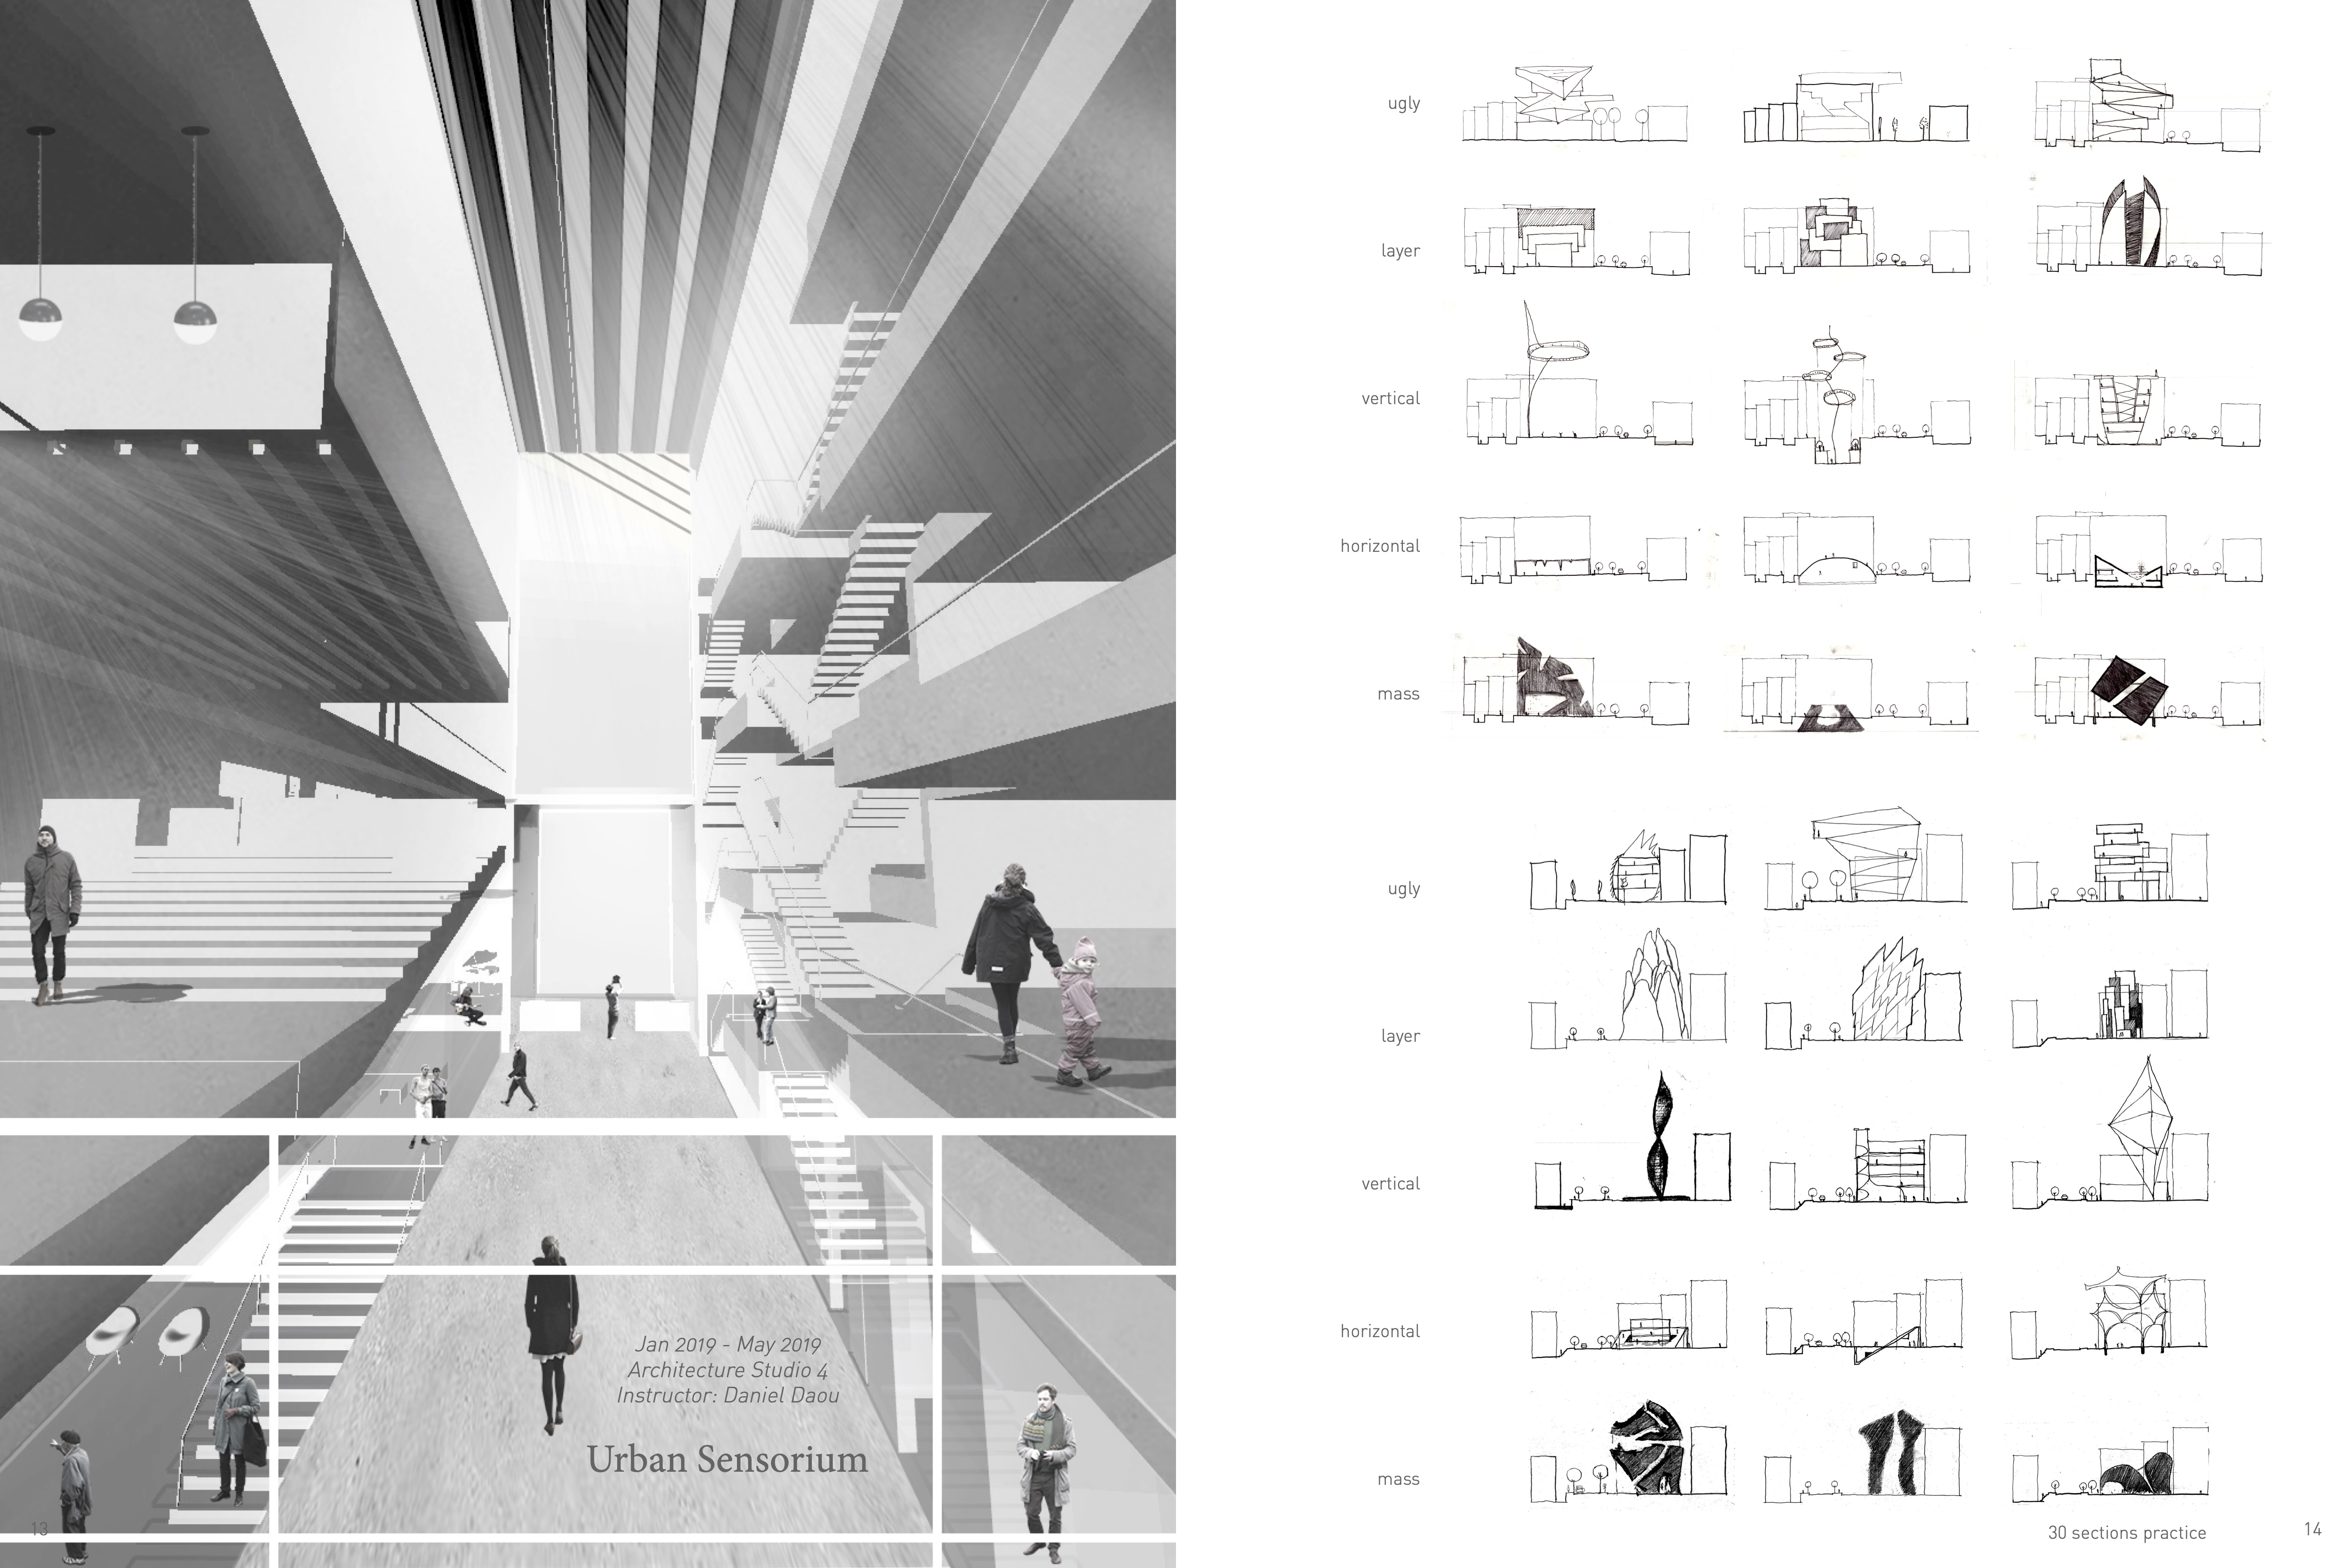 Jan 2019 - May 2019
Architecture Studio 4
Instructor: Daniel Daou
Urban Sensorium
13
ugly
layer
vertical
horizontal
mass
ugly
layer
vertical
horizontal
mass
30 sections practice
14